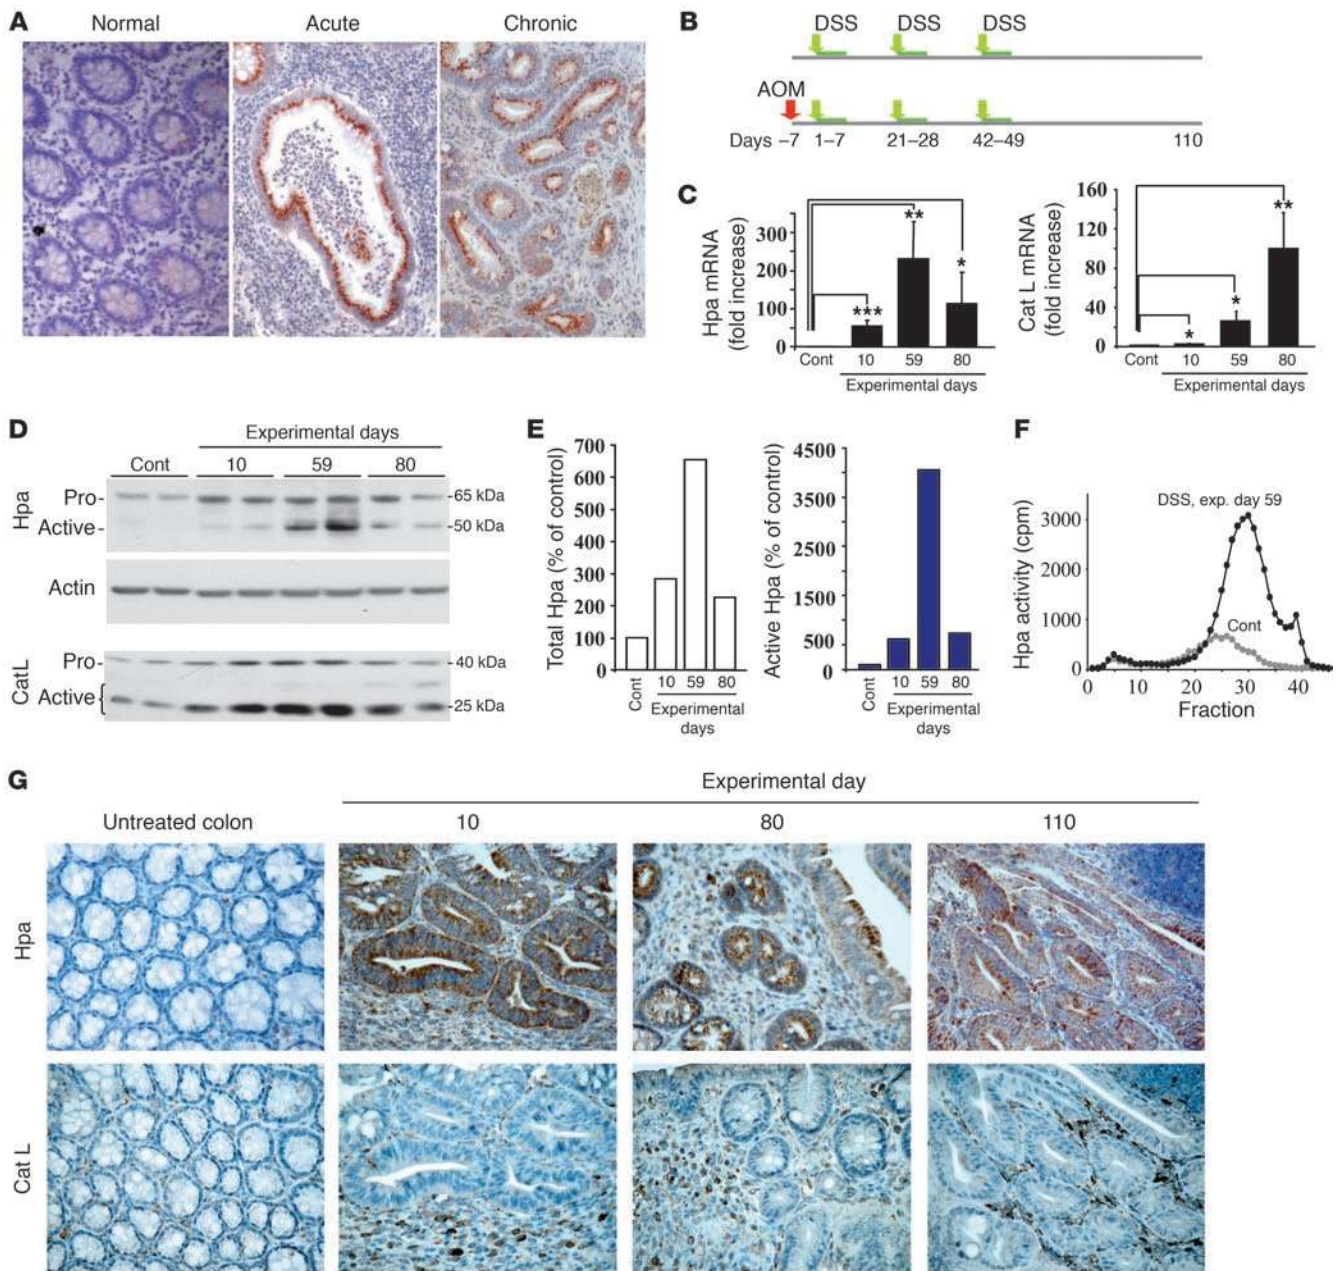 A
Normal
Acute
Chronic
B
DSS DSS DSS
AOM
Days –7 1–7 21–28 42–49 110
C
Hpa mRNA
(fold increase)
300
200
100
0
***
**
*
Cont 10 59 80
Experimental days
Cat L mRNA
(fold increase)
160
120
80
40
0
*
*
**
Cont 10 59 80
Experimental days
D
Experimental days
Cont 10 59 80
Hpa
Pro- -65 kDa
Active- -50 kDa
Actin
CatL
Pro- -40 kDa
Active -25 kDa
E
Total Hpa (% of control)
700
600
500
400
300
200
100
0
Cont 10 59 80
Experimental
days
Active Hpa (% of control)
4500
3500
2500
1500
500
0
Cont 10 59 80
Experimental
days
F
Hpa activity (cpm)
DSS, exp. day 59
Cont
3000
2000
1000
0
0 10 20 30 40
Fraction
G
Experimental day
Untreated colon 10 80 110
Hpa
Cat L